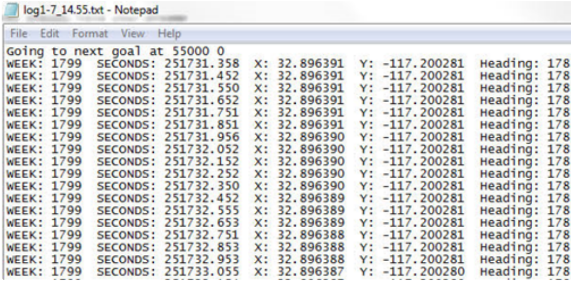 log1-7_14.55.txt - Notepad
File Edit Format View Help
Going to next goal at 55000 0
WEEK: 1799 SECONDS: 251731.358 X: 32.896391 Y: -117.200281 Heading: 178
WEEK: 1799 SECONDS: 251731.452 X: 32.896391 Y: -117.200281 Heading: 178
WEEK: 1799 SECONDS: 251731.550 X: 32.896391 Y: -117.200281 Heading: 178
WEEK: 1799 SECONDS: 251731.652 X: 32.896391 Y: -117.200281 Heading: 178
WEEK: 1799 SECONDS: 251731.751 X: 32.896391 Y: -117.200281 Heading: 178
WEEK: 1799 SECONDS: 251731.851 X: 32.896391 Y: -117.200281 Heading: 178
WEEK: 1799 SECONDS: 251731.956 X: 32.896390 Y: -117.200281 Heading: 178
WEEK: 1799 SECONDS: 251732.052 X: 32.896390 Y: -117.200281 Heading: 178
WEEK: 1799 SECONDS: 251732.152 X: 32.896390 Y: -117.200281 Heading: 178
WEEK: 1799 SECONDS: 251732.252 X: 32.896390 Y: -117.200281 Heading: 178
WEEK: 1799 SECONDS: 251732.350 X: 32.896390 Y: -117.200281 Heading: 178
WEEK: 1799 SECONDS: 251732.452 X: 32.896389 Y: -117.200281 Heading: 178
WEEK: 1799 SECONDS: 251732.555 X: 32.896389 Y: -117.200281 Heading: 178
WEEK: 1799 SECONDS: 251732.653 X: 32.896389 Y: -117.200281 Heading: 178
WEEK: 1799 SECONDS: 251732.751 X: 32.896388 Y: -117.200281 Heading: 178
WEEK: 1799 SECONDS: 251732.853 X: 32.896388 Y: -117.200281 Heading: 178
WEEK: 1799 SECONDS: 251732.953 X: 32.896388 Y: -117.200281 Heading: 178
WEEK: 1799 SECONDS: 251733.055 X: 32.896387 Y: -117.200280 Heading: 178